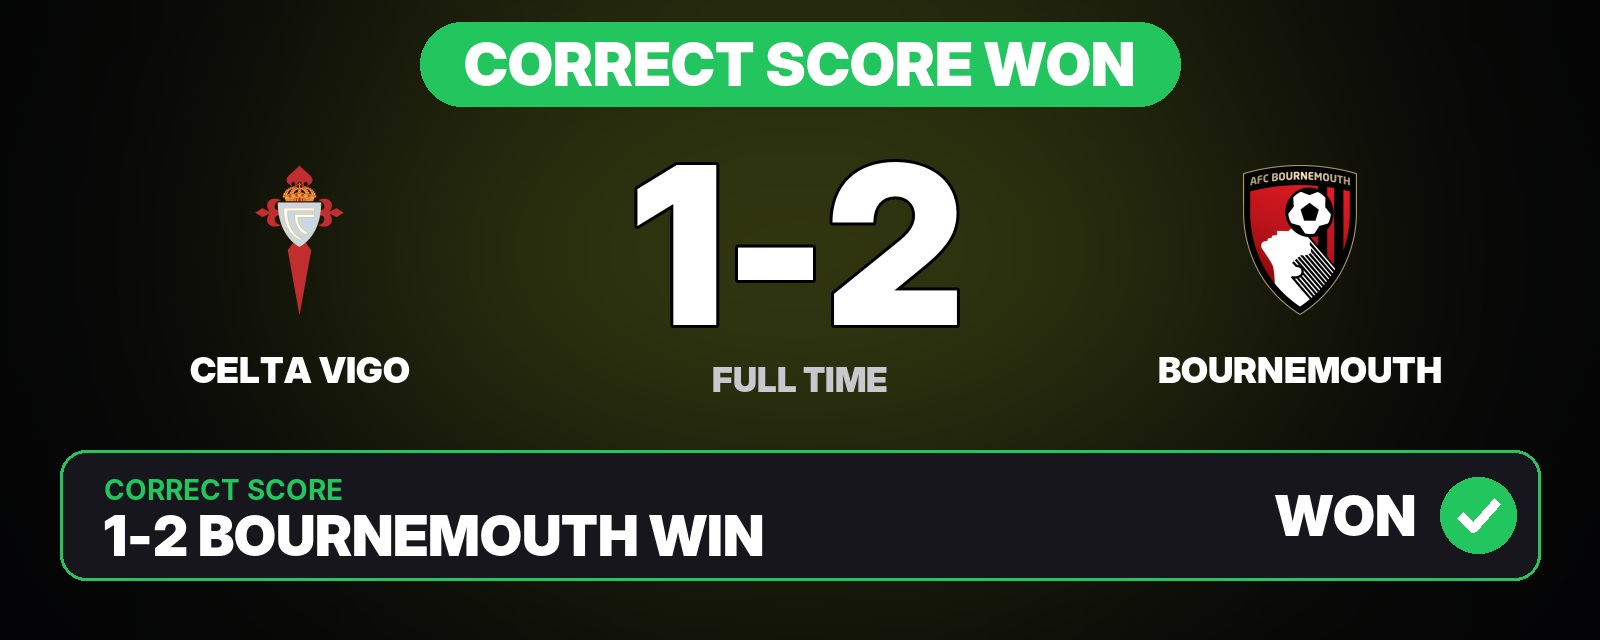 CORRECT SCORE WON
AFC BOURNEMOUTH
1-2
CELTA VIGO
BOURNEMOUTH
FULL TIME
CORRECT SCORE
1-2 BOURNEMOUTH WIN
WON